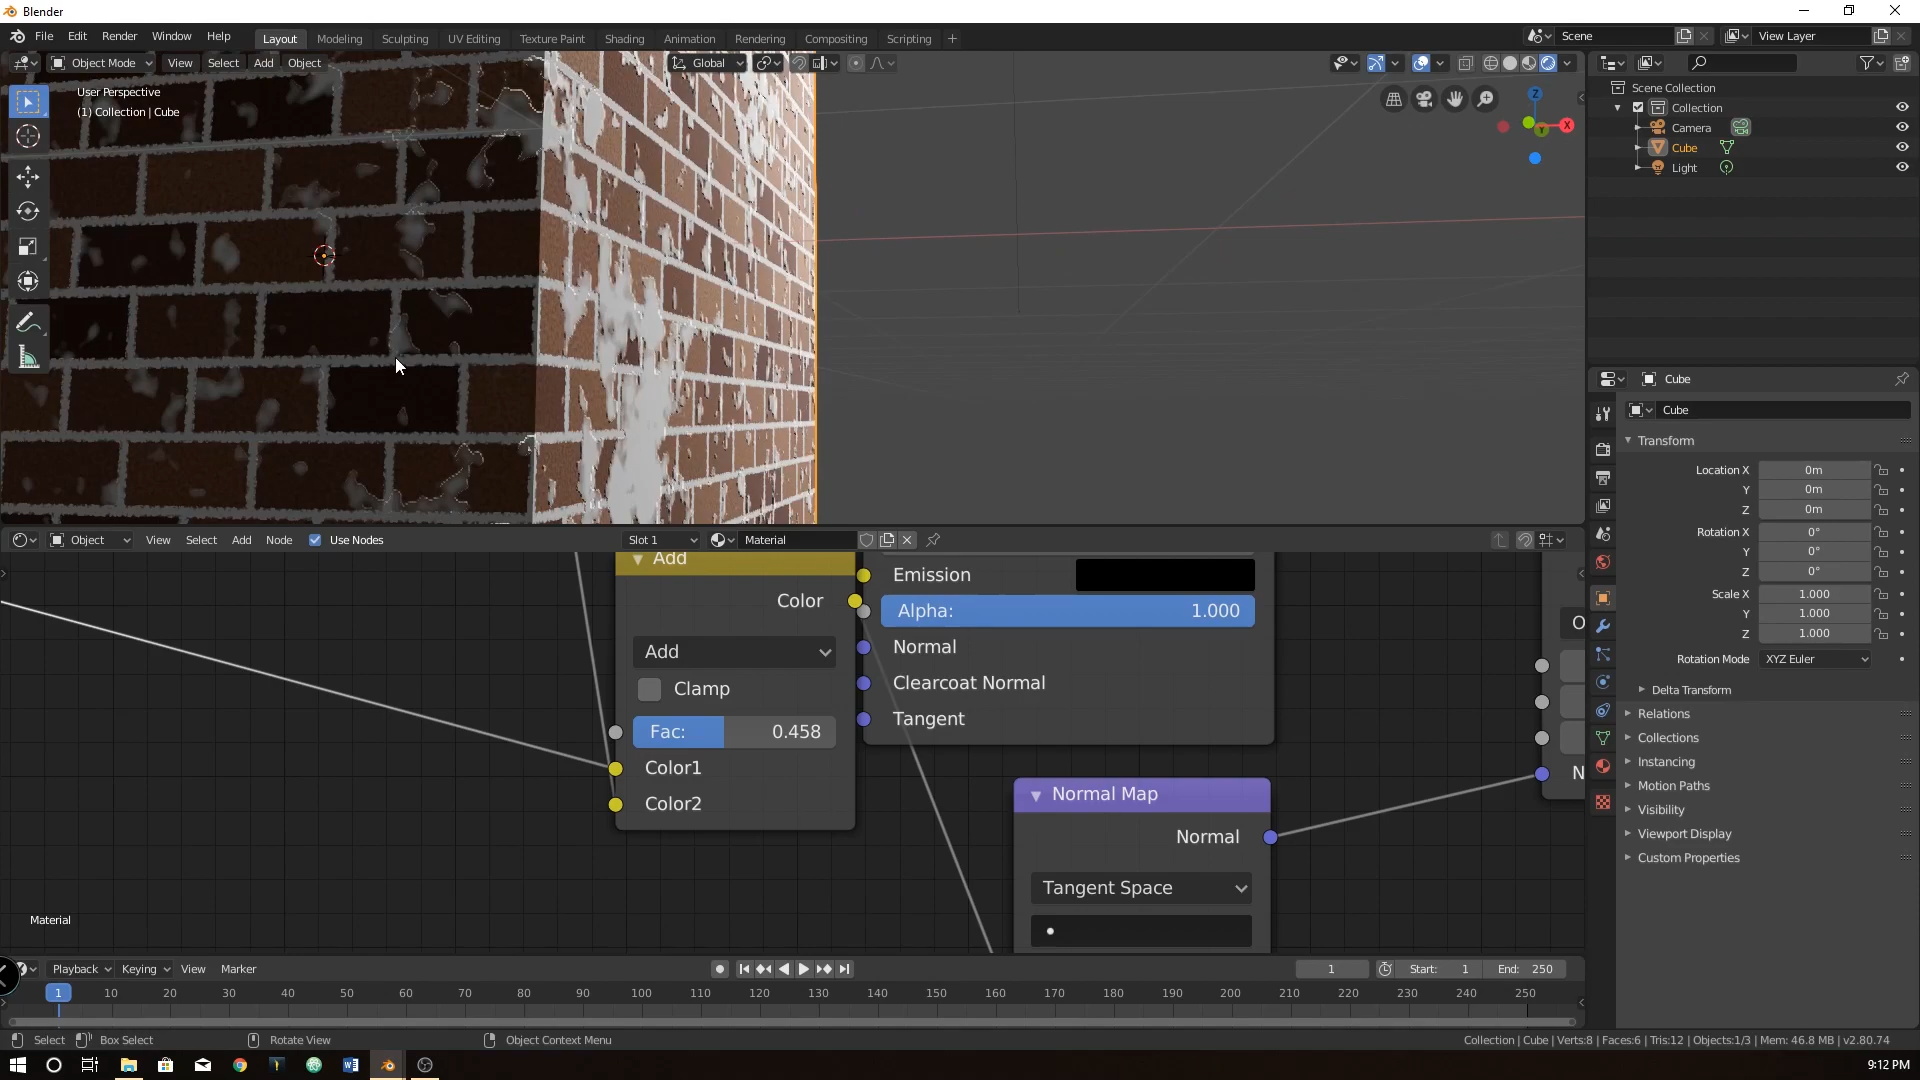 Blender
File Edit Render Window Help
Layout Modeling Sculpting UV Editing Texture Paint Shading Animation Rendering Compositing Scripting +
Scene
View Layer
Object Mode View Select Add Object
Global
User Perspective
(1) Collection | Cube
Z
X
Y
Scene Collection
Collection
Camera
Cube
Light
Cube
Cube
Transform
Location X 0m
Y 0m
Z 0m
Rotation X 0°
Y 0°
Z 0°
Scale X 1.000
Y 1.000
Z 1.000
Rotation Mode XYZ Euler
Delta Transform
Relations
Collections
Instancing
Motion Paths
Visibility
Viewport Display
Custom Properties
Object View Select Add Node Use Nodes Slot 1 Material
Add
Color
Add
Clamp
Fac: 0.458
Color1
Color2
Emission
Alpha: 1.000
Normal
Clearcoat Normal
Tangent
Normal Map
Normal
Tangent Space
O
N
Material
Playback Keying View Marker
1 Start: 1 End: 250
1 10 20 30 40 50 60 70 80 90 100 110 120 130 140 150 160 170 180 190 200 210 220 230 240 250
Select Box Select Rotate View Object Context Menu
Collection | Cube | Verts:8 | Faces:6 | Tris:12 | Objects:1/3 | Mem: 46.8 MB | v2.80.74
9:12 PM